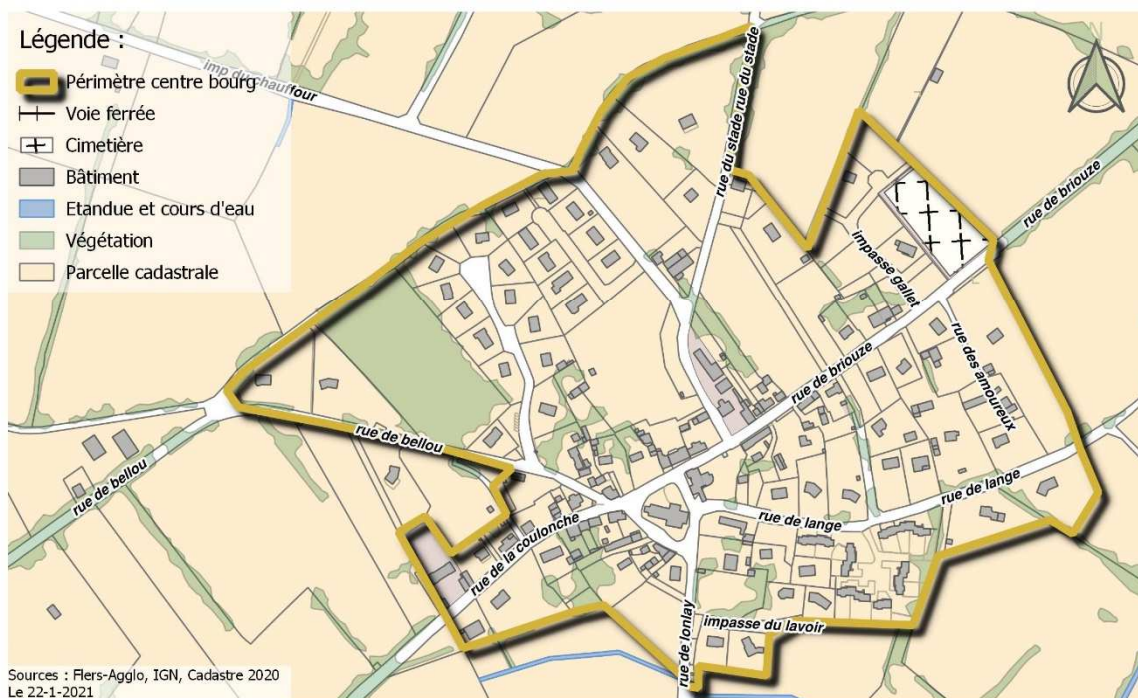 Légende :
Périmètre centre bourg
Voie ferrée
Cimetière
Bâtiment
Etandue et cours d'eau
Végétation
Parcelle cadastrale
imp du chauffour
rue du stade
rue du stade
rue de briouze
impasse gallet
rue de briouze
rue des amoureux
rue de bellou
rue de bellou
rue de lange
rue de lange
rue de la coulonche
rue de lonlay
impasse du lavoir
Sources : Flers-Agglo, IGN, Cadastre 2020
Le 22-1-2021